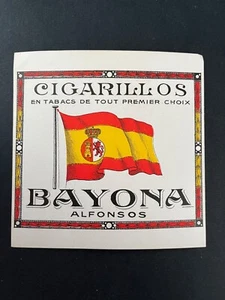 CIGARILLOS
EN TABACS DE TOUT PREMIER CHOIX
BAYONA
ALFONSOS